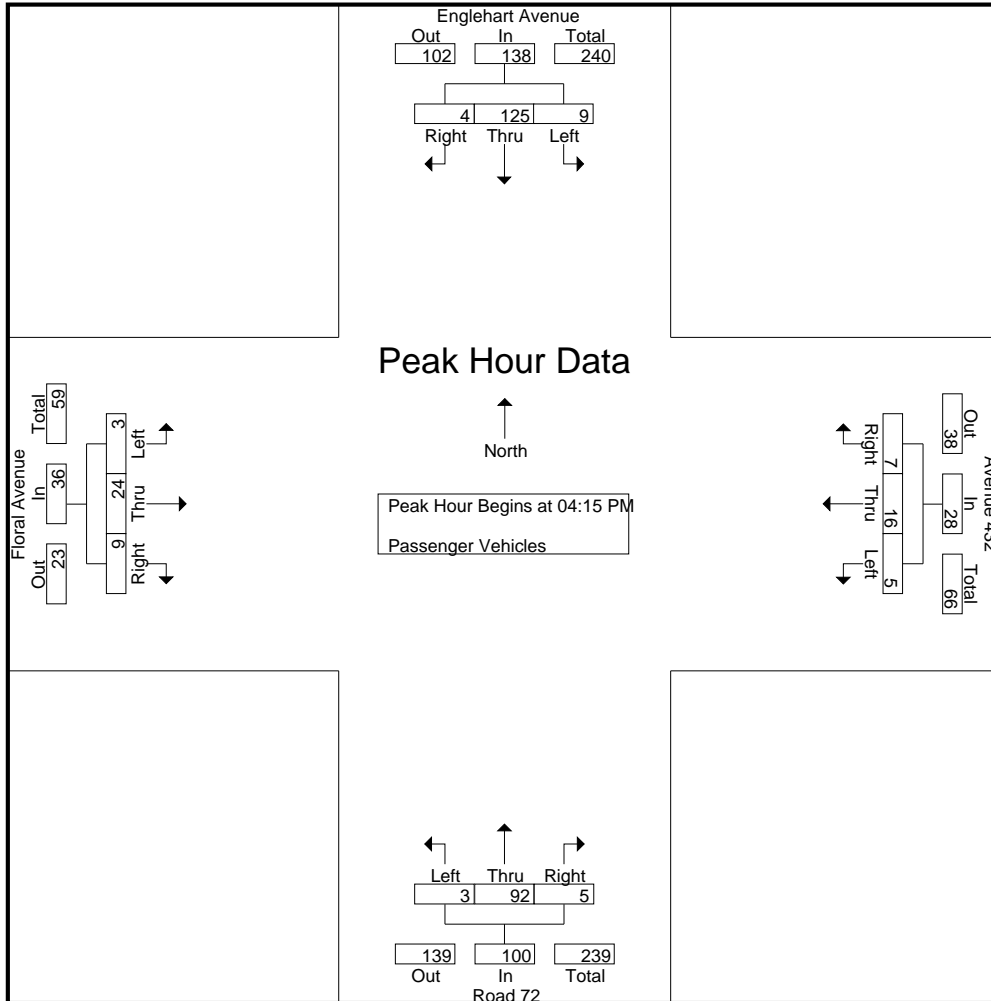 Englehart Avenue
Out In Total
102 138 240
4 125 9
Right Thru Left
Peak Hour Data
North
Peak Hour Begins at 04:15 PM
Passenger Vehicles
Floral Avenue
Out In Total
23 36 59
9 24 3
Right Thru Left
Avenue 432
Out In Total
38 28 66
7 16 5
Right Thru Left
Left Thru Right
3 92 5
139 100 239
Out In Total
Road 72